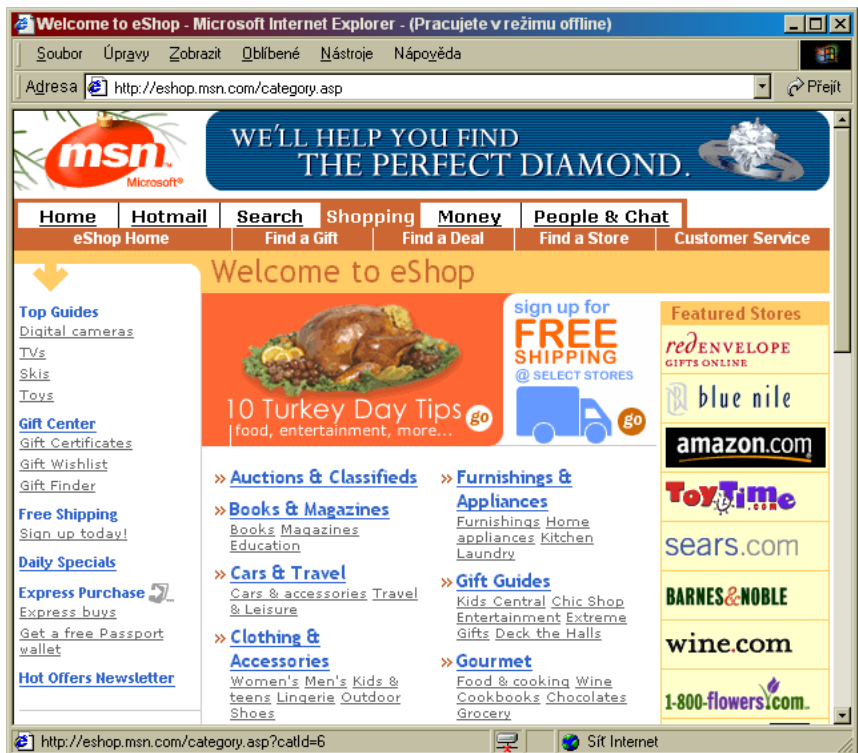 Welcome to eShop - Microsoft Internet Explorer - (Pracujete v režimu offline)
Soubor Úpravy Zobrazit Oblíbené Nástroje Nápověda
Adresa http://eshop.msn.com/category.asp Přejít
msn
Microsoft®
WE'LL HELP YOU FIND
THE PERFECT DIAMOND.
Home Hotmail Search Shopping Money People & Chat
eShop Home Find a Gift Find a Deal Find a Store Customer Service
Welcome to eShop
Top Guides
Digital cameras
TVs
Skis
Toys
Gift Center
Gift Certificates
Gift Wishlist
Gift Finder
Free Shipping
Sign up today!
Daily Specials
Express Purchase
Express buys
Get a free Passport
wallet
Hot Offers Newsletter
10 Turkey Day Tips go
food, entertainment, more...
sign up for
FREE
SHIPPING
@ SELECT STORES
go
» Auctions & Classifieds
» Books & Magazines
Books Magazines
Education
» Cars & Travel
Cars & accessories Travel
& Leisure
» Clothing &
Accessories
Women's Men's Kids &
teens Lingerie Outdoor
Shoes
» Furnishings &
Appliances
Furnishings Home
appliances Kitchen
Laundry
» Gift Guides
Kids Central Chic Shop
Entertainment Extreme
Gifts Deck the Halls
» Gourmet
Food & cooking Wine
Cookbooks Chocolates
Grocery
Featured Stores
redENVELOPE
GIFTS ONLINE
blue nile
amazon.com
ToyTime
.com
sears.com
BARNES&NOBLE
wine.com
1-800-flowers.com
http://eshop.msn.com/category.asp?catId=6 Síť Internet